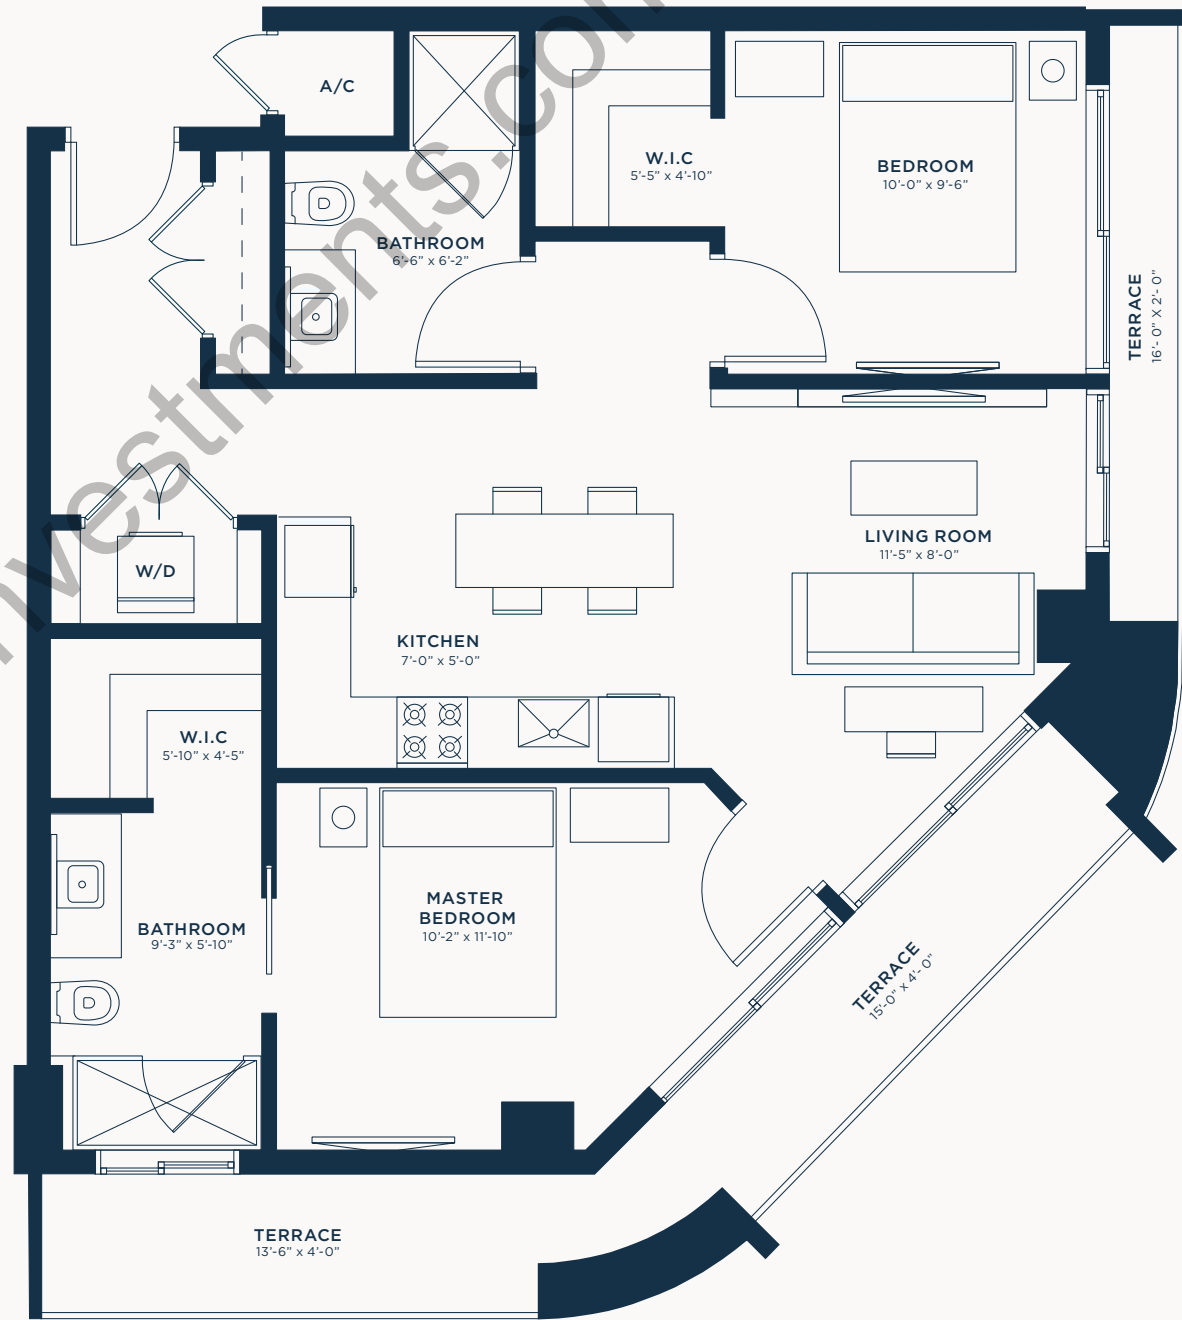 A/C
W.I.C
5'-5" x 4'-10"
BEDROOM
10'-0" x 9'-6"
BATHROOM
6'-6" x 6'-2"
TERRACE
16'- 0" X 2'- 0"
LIVING ROOM
11'-5" x 8'-0"
W/D
KITCHEN
7'-0" x 5'-0"
W.I.C
5'-10" x 4'-5"
MASTER
BEDROOM
10'-2" x 11'-10"
BATHROOM
9'-3" x 5'-10"
TERRACE
15'-0" x 4'- 0"
TERRACE
13'-6" x 4'-0"
nvestments.com